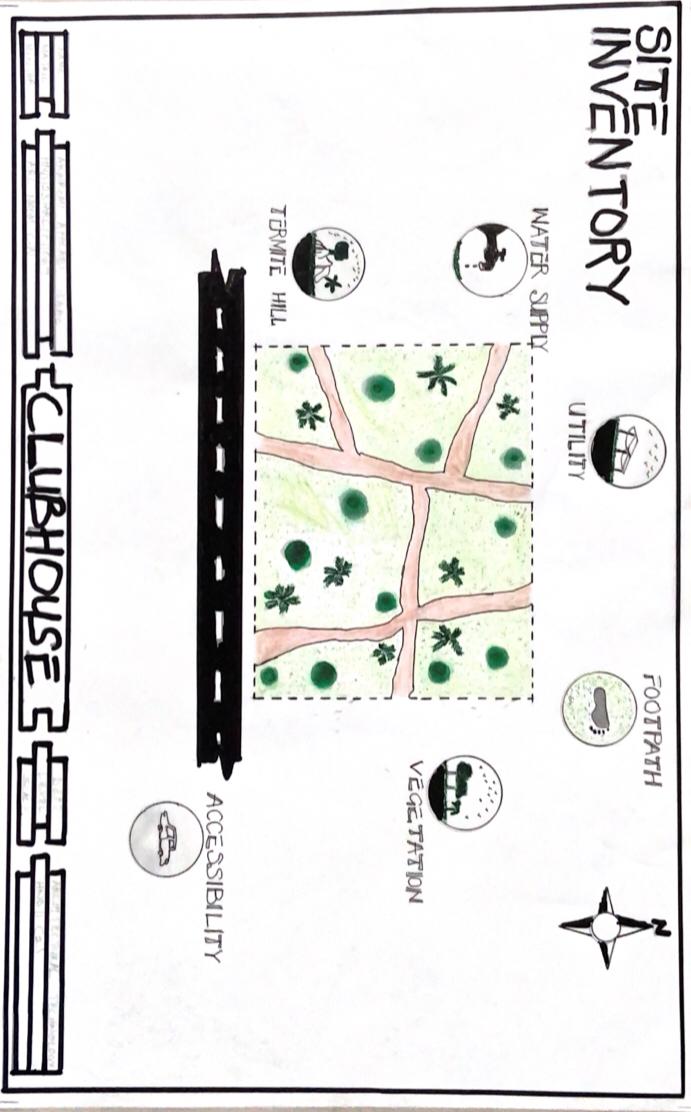 SITE
INVENTORY
UTILITY
FOOTPATH
N
WATER SUPPLY
TERMITE HILL
VEGETATION
ACCESSIBILITY
CLUBHOUSE